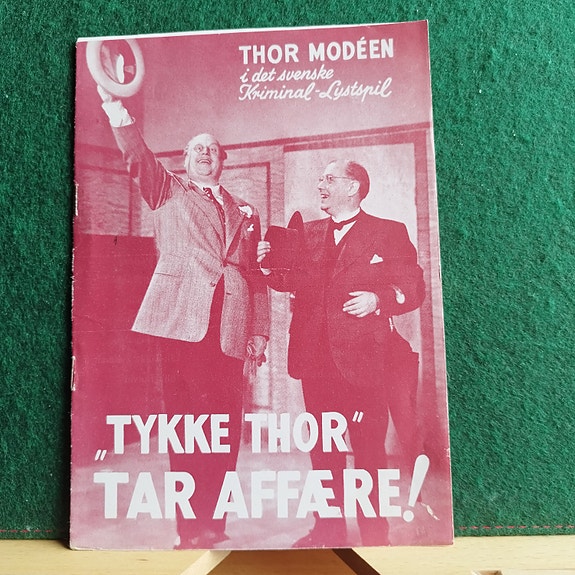 THOR MODÉEN
i det svenske
Kriminal-Lystspil
„TYKKE THOR”
TAR AFFÆRE!